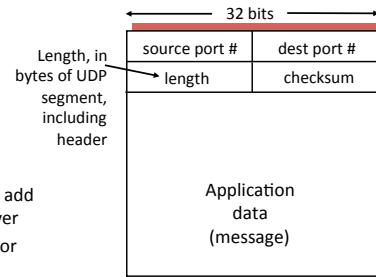 32 bits
source port #
dest port #
Length, in
bytes of UDP
segment,
including
header
length
checksum
add
ver
or
Application
data
(message)